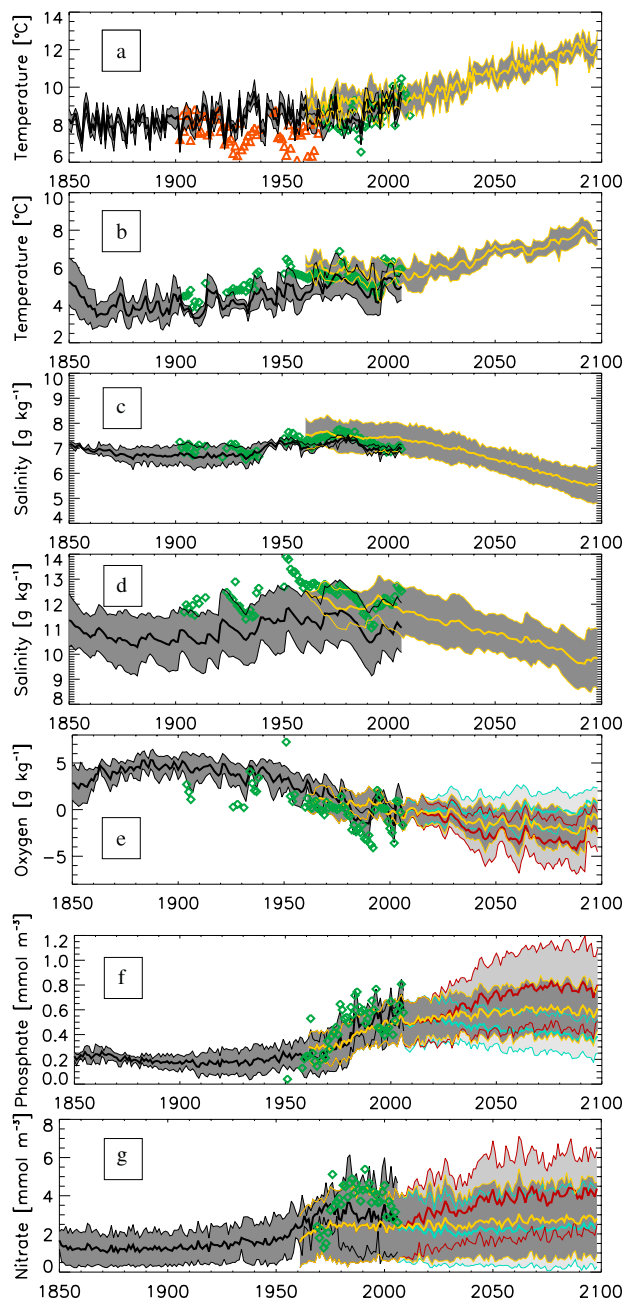 Temperature [°C]
14
12
10
8
6
a
1850 1900 1950 2000 2050 2100
Temperature [°C]
10
8
6
4
2
b
1850 1900 1950 2000 2050 2100
Salinity [g kg⁻¹]
10
9
8
7
6
5
4
c
1850 1900 1950 2000 2050 2100
Salinity [g kg⁻¹]
14
13
12
11
10
9
8
d
1850 1900 1950 2000 2050 2100
Oxygen [g kg⁻¹]
5
0
−5
e
1850 1900 1950 2000 2050 2100
Phosphate [mmol m⁻³]
1.2
1.0
0.8
0.6
0.4
0.2
0.0
f
1850 1900 1950 2000 2050 2100
Nitrate [mmol m⁻³]
8
6
4
2
0
g
1850 1900 1950 2000 2050 2100